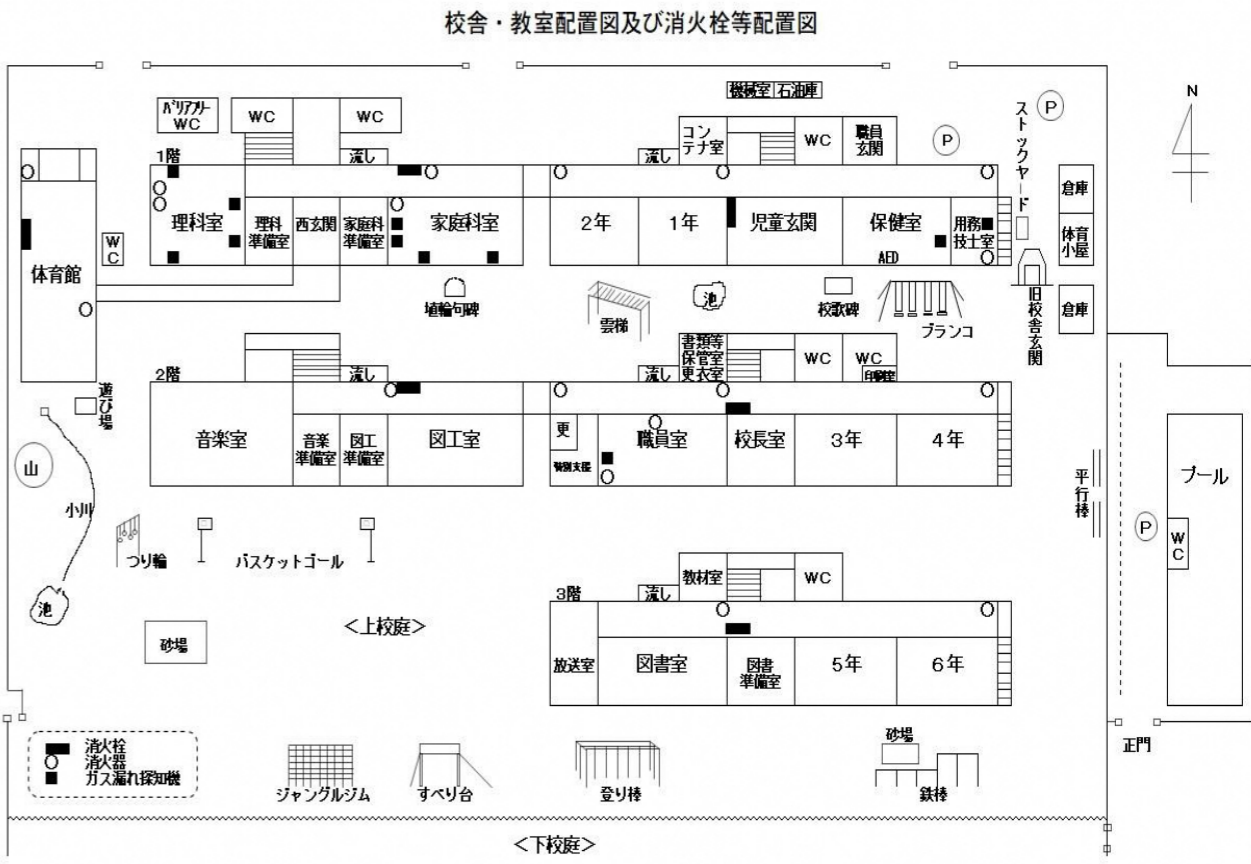 校舎・教室配置図及び消火栓等配置図
機械室
石油庫
N
バリアフリー
WC
WC
WC
コン
テナ室
WC
職員
玄関
P
P
ストックヤード
1階
流し
流し
理科室
理科
準備室
西玄関
家庭科
準備室
家庭科室
2年
1年
児童玄関
保健室
AED
用務
技士室
倉庫
体育
小屋
倉庫
体育館
WC
埴輪句碑
雲梯
池
校歌碑
ブランコ
旧校舎玄関
遊び場
2階
流し
流し
書類等
保管室
更衣室
WC
WC
印刷室
音楽室
音楽
準備室
図工
準備室
図工室
更
特別支援
職員室
校長室
3年
4年
山
小川
池
つり輪
バスケットゴール
平行棒
P
プール
WC
3階
流し
教材室
WC
放送室
図書室
図書
準備室
5年
6年
<上校庭>
砂場
消火栓
消火器
ガス漏れ探知機
ジャングルジム
すべり台
登り棒
砂場
鉄棒
正門
<下校庭>